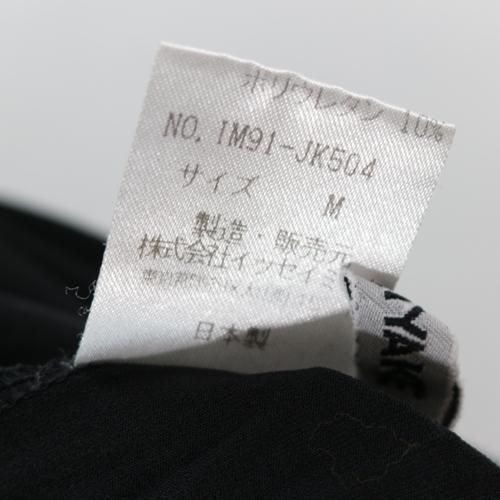 ポリウレタン 10%
NO. IM91-JK504
サイズ M
製造・販売元
株式会社イッセイミ
日本製
YAKE